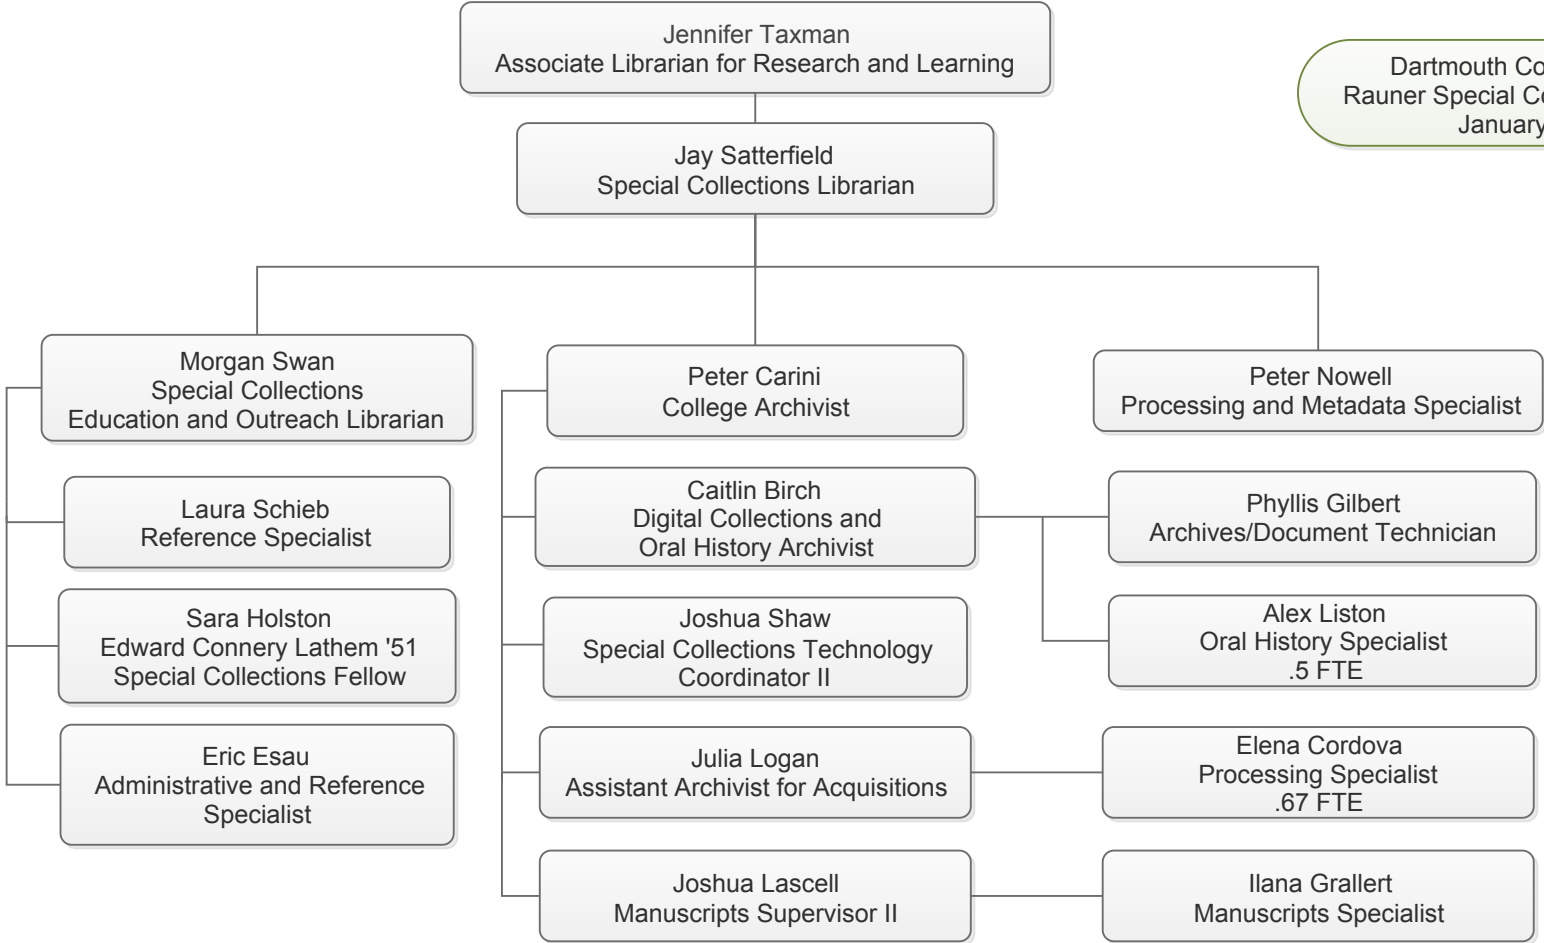 Jennifer Taxman
Associate Librarian for Research and Learning
Dartmouth
Rauner Special
January
Jay Satterfield
Special Collections Librarian
Morgan Swan
Special Collections
Education and Outreach Librarian
Peter Carini
College Archivist
Peter Nowell
Processing and Metadata Specialist
Laura Schieb
Reference Specialist
Caitlin Birch
Digital Collections and
Oral History Archivist
Phyllis Gilbert
Archives/Document Technician
Sara Holston
Edward Connery Lathem '51
Special Collections Fellow
Joshua Shaw
Special Collections Technology
Coordinator II
Alex Liston
Oral History Specialist
.5 FTE
Eric Esau
Administrative and Reference
Specialist
Julia Logan
Assistant Archivist for Acquisitions
Elena Cordova
Processing Specialist
.67 FTE
Joshua Lascell
Manuscripts Supervisor II
Ilana Grallert
Manuscripts Specialist